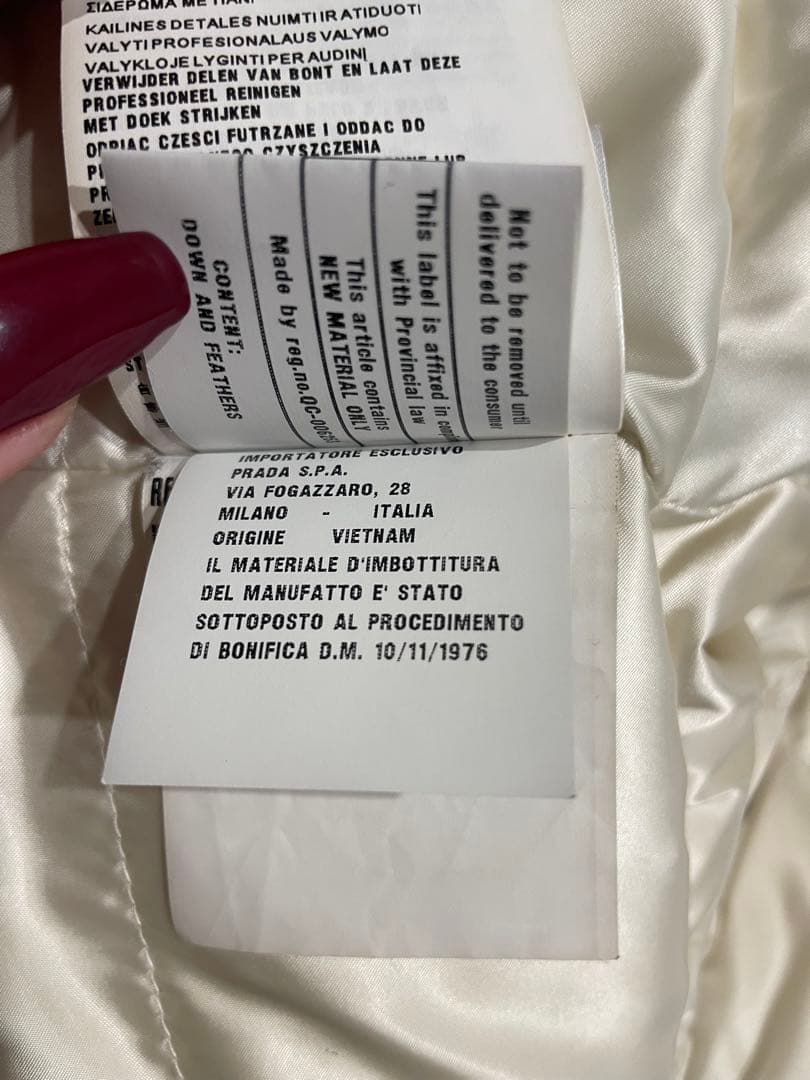 ΣΙΔΕΡΩΜΑ ΜΕ
KAILINES DETALES NUIMTI IR ATIDUOTI
VALYTI PROFESIONALAUS VALYMO
VALYKLOJE LYGINTI PER AUDINI
VERWIJDER DELEN VAN BONT EN LAAT DEZE
PROFESSIONEEL REINIGEN
MET DOEK STRIJKEN
ODPIAC CZESCI FUTRZANE I ODDAC DO
CZYSZCZENIA
Not to be removed until
delivered to the consumer
This label is affixed in
with Provincial law
This article contains
NEW MATERIAL ONLY
Made by reg.no.QC-
CONTENT:
DOWN AND FEATHERS
IMPORTATORE ESCLUSIVO
PRADA S.P.A.
VIA FOGAZZARO, 28
MILANO - ITALIA
ORIGINE VIETNAM
IL MATERIALE D'IMBOTTITURA
DEL MANUFATTO E' STATO
SOTTOPOSTO AL PROCEDIMENTO
DI BONIFICA D.M. 10/11/1976